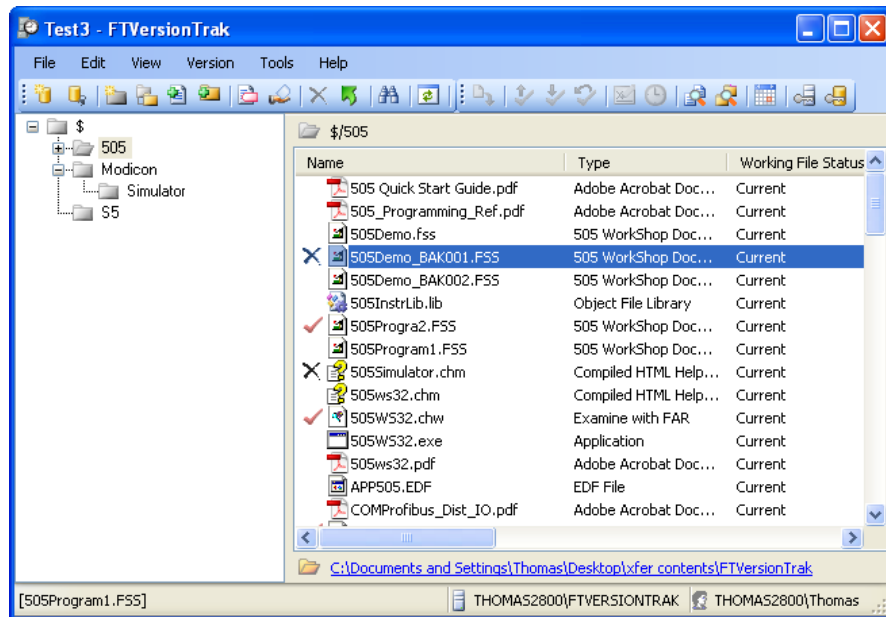 Test3 - FTVersionTrak
File Edit View Version Tools Help
$
505
Modicon
Simulator
S5
$/505
Name Type Working File Status
505 Quick Start Guide.pdf Adobe Acrobat Doc... Current
505_Programming_Ref.pdf Adobe Acrobat Doc... Current
505Demo.fss 505 WorkShop Doc... Current
505Demo_BAK001.FSS 505 WorkShop Doc... Current
505Demo_BAK002.FSS 505 WorkShop Doc... Current
505InstrLib.lib Object File Library Current
505Progra2.FSS 505 WorkShop Doc... Current
505Program1.FSS 505 WorkShop Doc... Current
505Simulator.chm Compiled HTML Help... Current
505ws32.chm Compiled HTML Help... Current
505WS32.chw Examine with FAR Current
505WS32.exe Application Current
505ws32.pdf Adobe Acrobat Doc... Current
APP505.EDF EDF File Current
COMProfibus_Dist_IO.pdf Adobe Acrobat Doc... Current
C:\Documents and Settings\Thomas\Desktop\xfer contents\FTVersionTrak
[505Program1.FSS] THOMAS2800\FTVERSIONTRAK THOMAS2800\Thomas